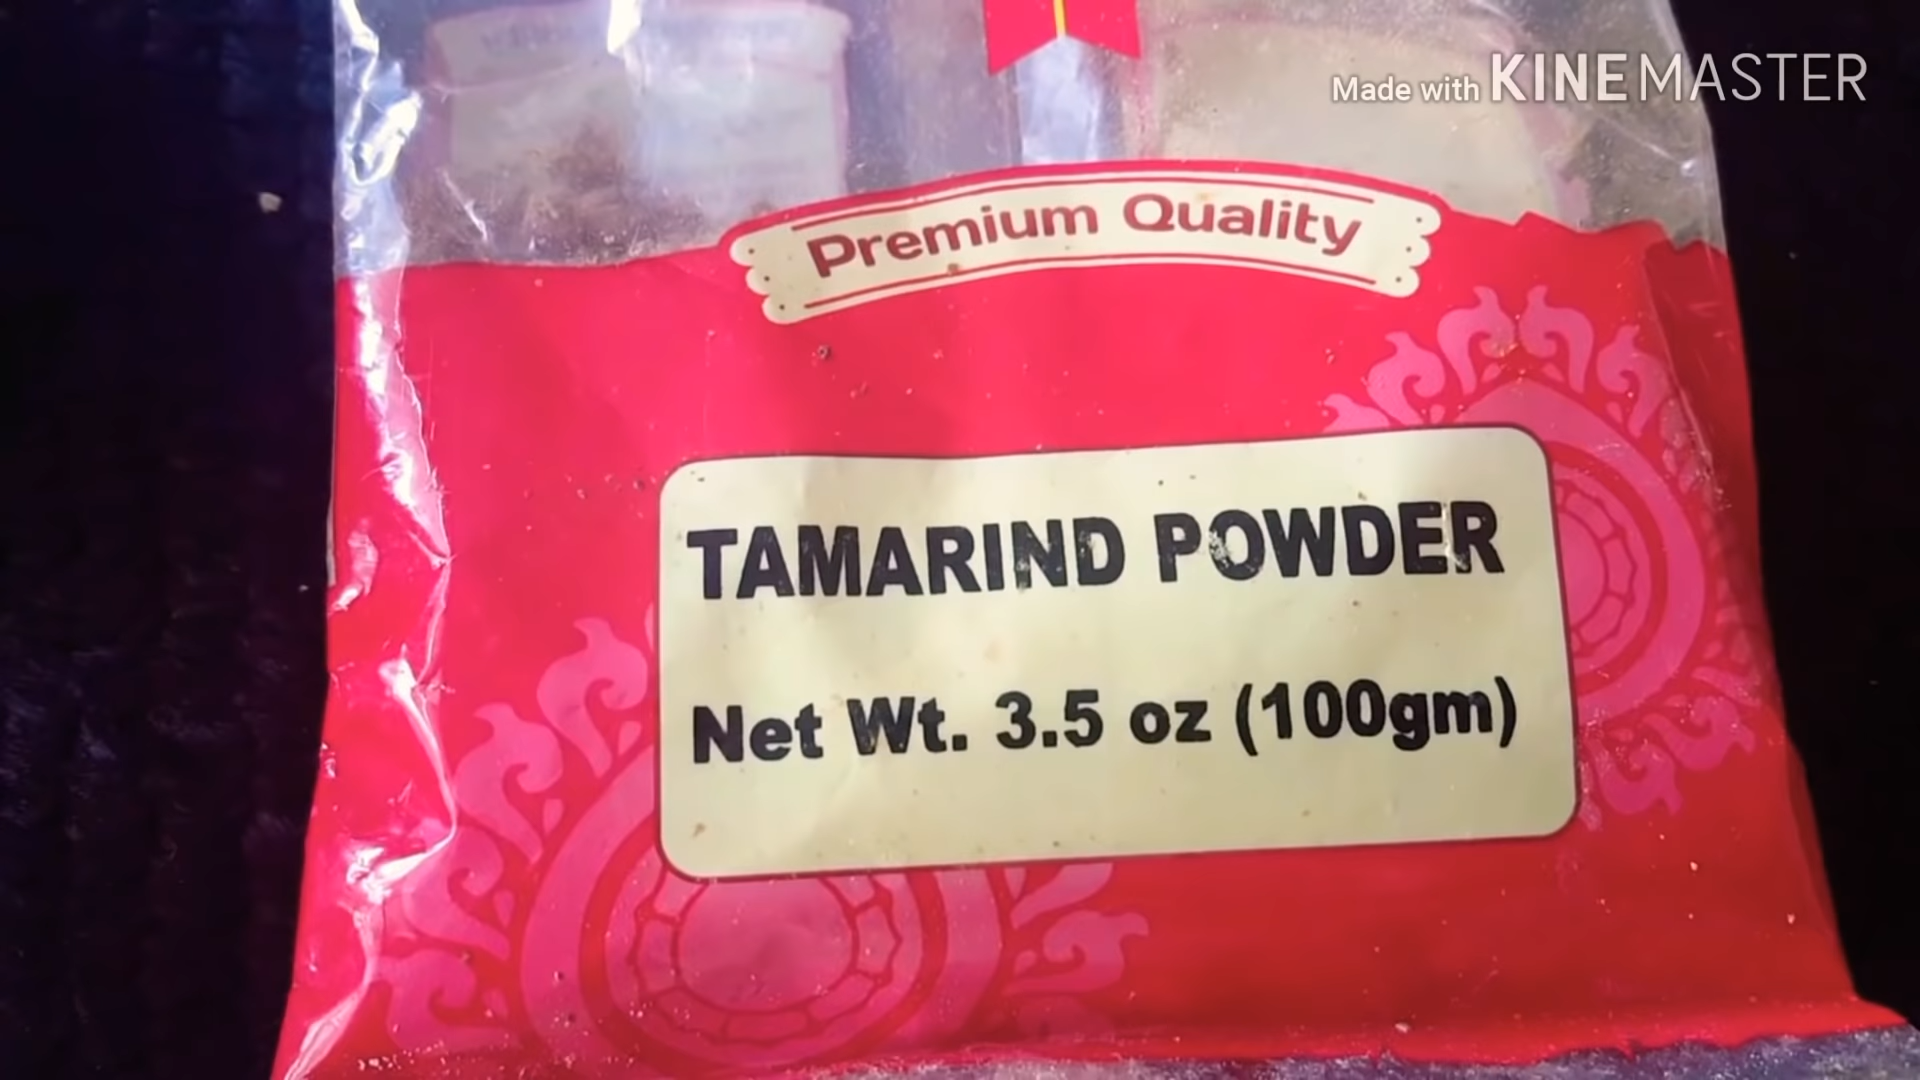 Made with KINEMASTER
Premium Quality
TAMARIND POWDER
Net Wt. 3.5 oz (100gm)